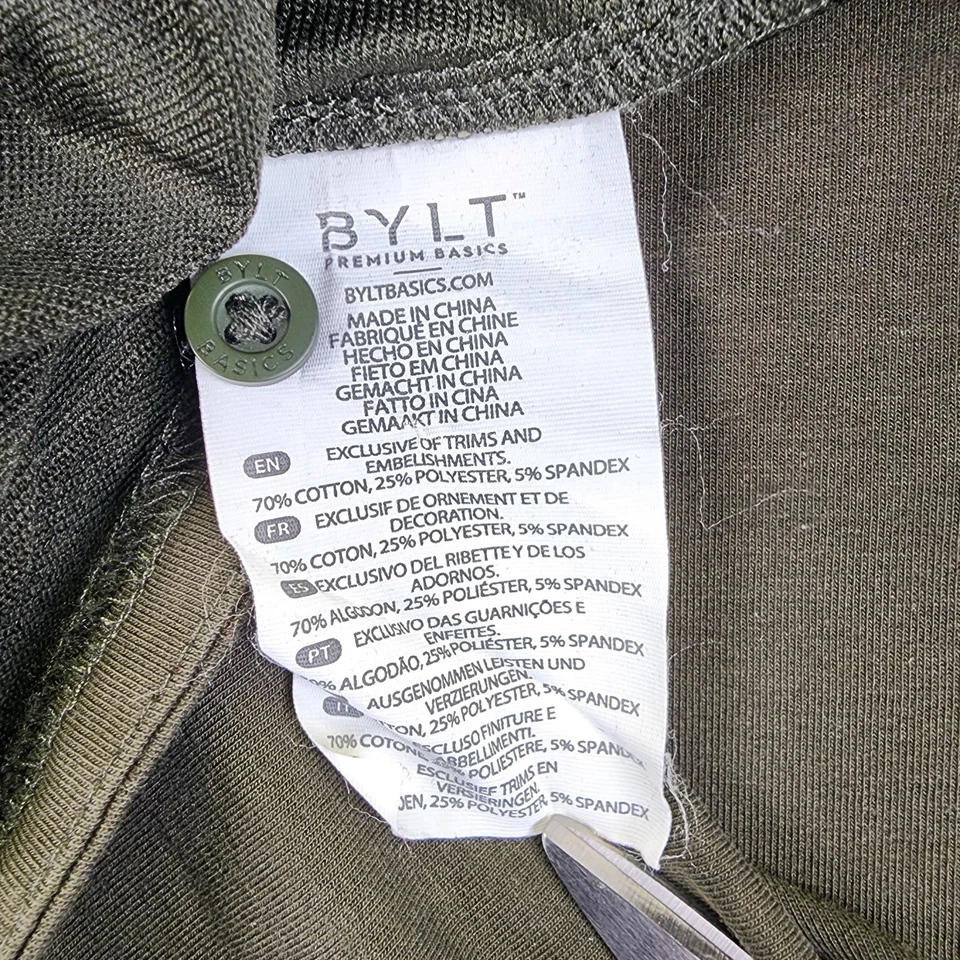 BYLT™
PREMIUM BASICS
BYLTBASICS.COM
MADE IN CHINA
FABRIQUÉ EN CHINE
HECHO EN CHINA
FIETO EM CHINA
GEMACHT IN CHINA
FATTO IN CINA
GEMAAKT IN CHINA
BYLT
BASICS
EN
EXCLUSIVE OF TRIMS AND
EMBELISHMENTS.
70% COTTON, 25% POLYESTER, 5% SPANDEX
FR
EXCLUSIF DE ORNEMENT ET DE
DECORATION.
70% COTON, 25% POLYESTER, 5% SPANDEX
ES
EXCLUSIVO DEL RIBETTE Y DE LOS
ADORNOS.
70% ALGODON, 25% POLIÉSTER, 5% SPANDEX
PT
EXCLUSIVO DAS GUARNIÇÕES E
ENFEITES.
ALGODÃO, 25% POLIÉSTER, 5% SPANDEX
AUSGENOMMEN LEISTEN UND
VERZIERUNGEN.
25% POLYESTER, 5% SPANDEX
FINITURE E
ABBELLIMENTI.
70% COTONE POLIESTERE, 5%
ESCLUSIEF TRIMS EN
VERSIERINGEN.
25% POLYESTER, 5% SPANDEX